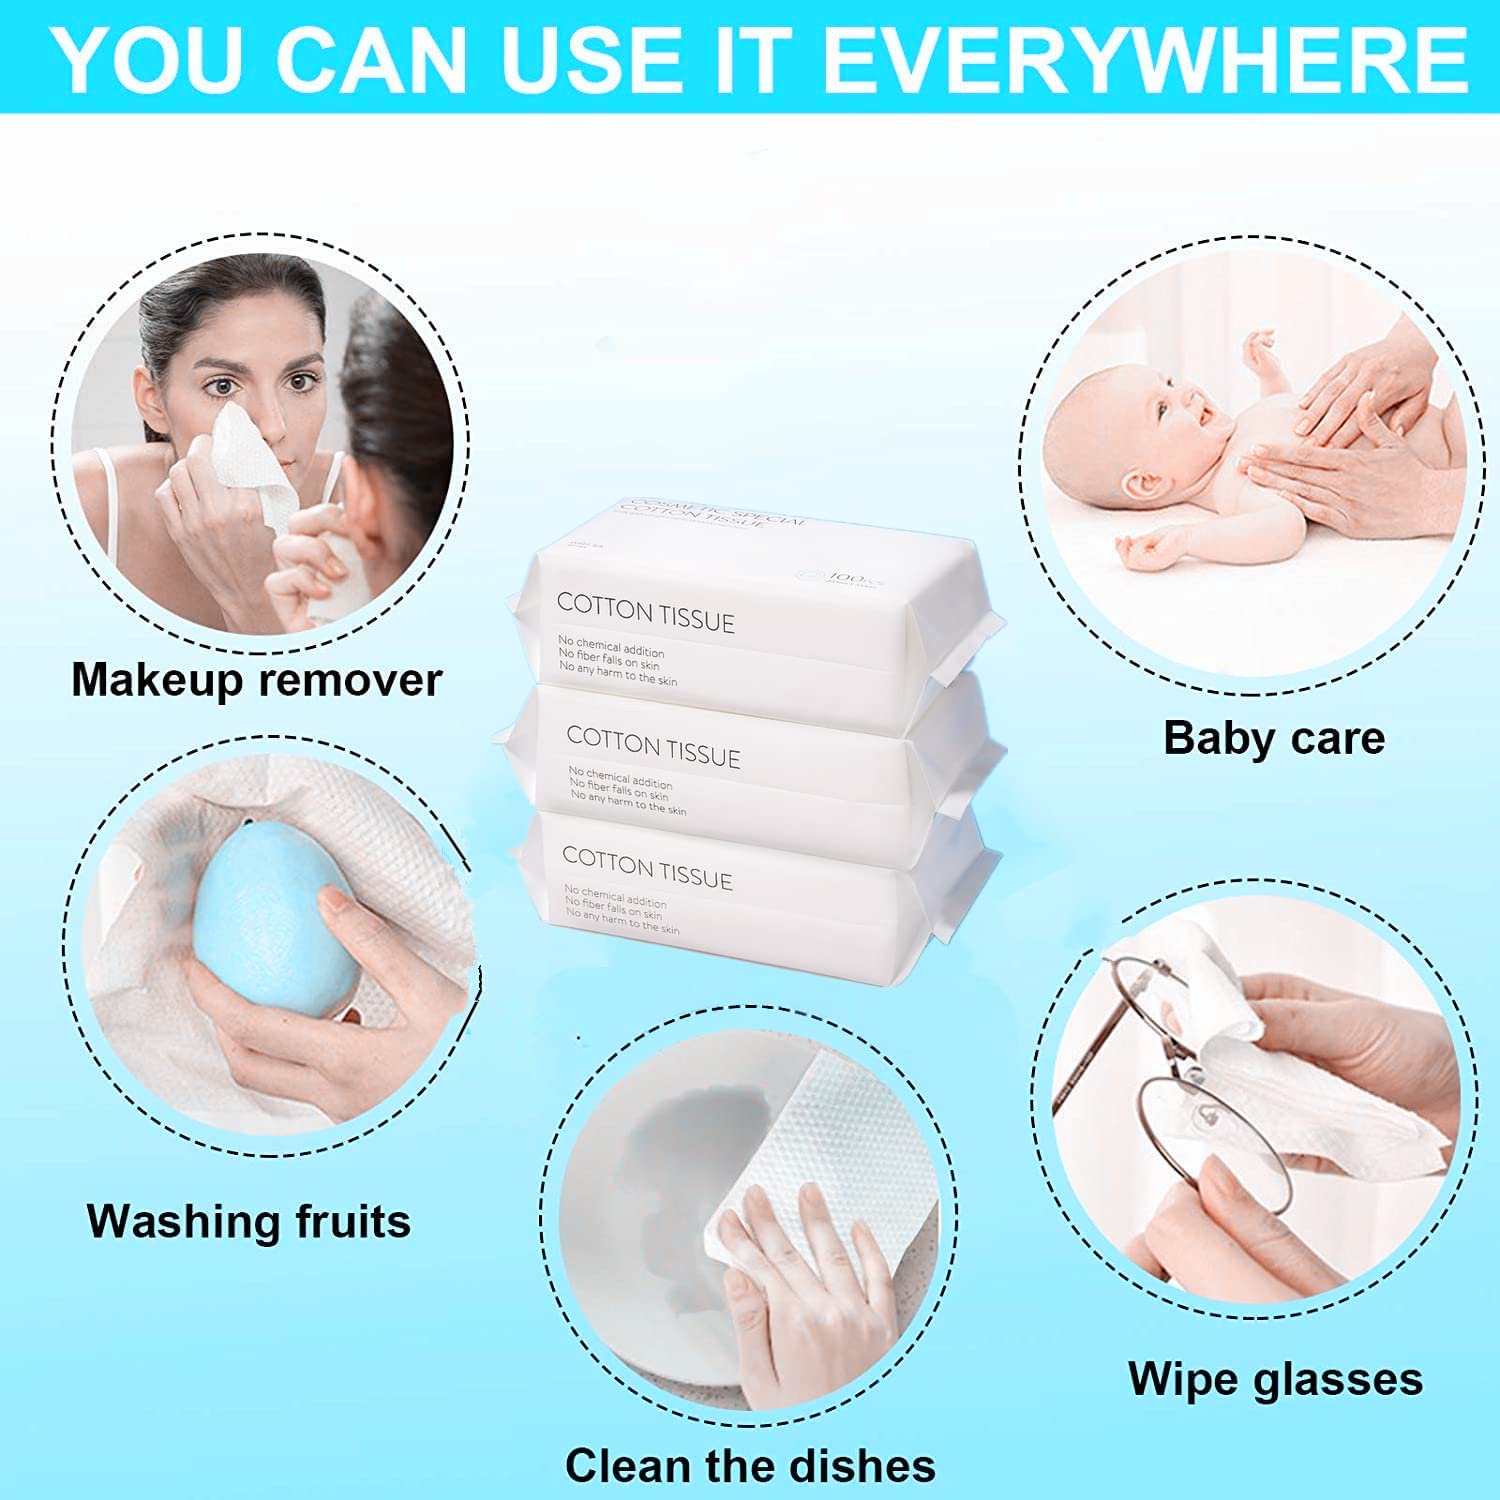 YOU CAN USE IT EVERYWHERE
COSMETIC SPECIAL
COTTON TISSUE
100PCS
COTTON TISSUE
No chemical addition
No fiber falls on skin
No any harm to the skin
COTTON TISSUE
No chemical addition
No fiber falls on skin
No any harm to the skin
COTTON TISSUE
No chemical addition
No fiber falls on skin
No any harm to the skin
Makeup remover
Baby care
Washing fruits
Wipe glasses
Clean the dishes